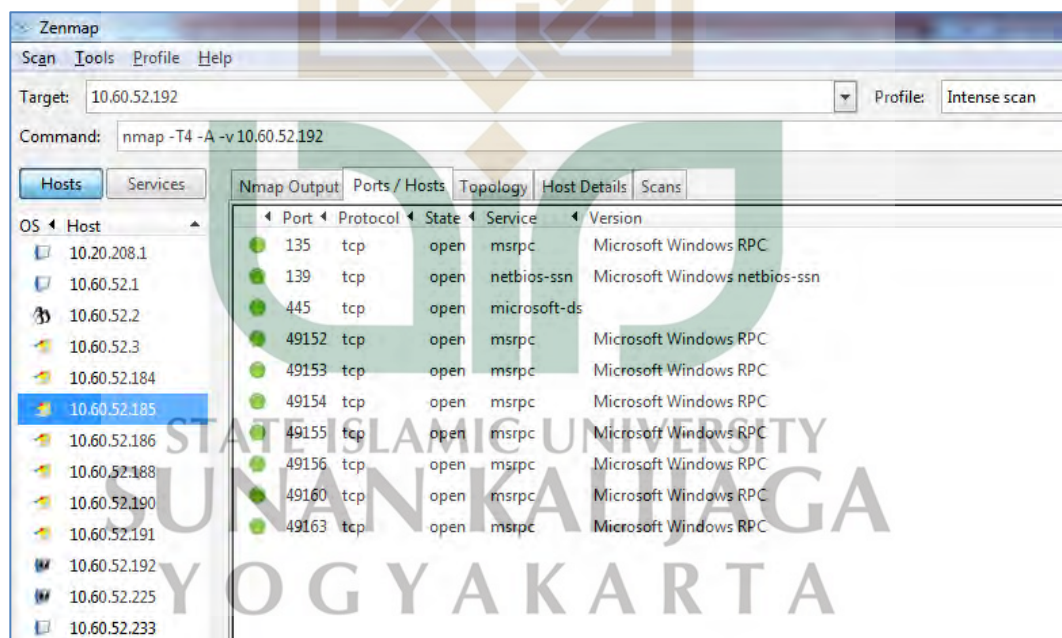 Zenmap
Scan Tools Profile Help
Target: 10.60.52.192 Profile: Intense scan
Command: nmap -T4 -A -v 10.60.52.192
Hosts Services
Nmap Output Ports / Hosts Topology Host Details Scans
OS Host
10.20.208.1
10.60.52.1
10.60.52.2
10.60.52.3
10.60.52.184
10.60.52.185
10.60.52.186
10.60.52.188
10.60.52.190
10.60.52.191
10.60.52.192
10.60.52.225
10.60.52.233
Port Protocol State Service Version
135 tcp open msrpc Microsoft Windows RPC
139 tcp open netbios-ssn Microsoft Windows netbios-ssn
445 tcp open microsoft-ds
49152 tcp open msrpc Microsoft Windows RPC
49153 tcp open msrpc Microsoft Windows RPC
49154 tcp open msrpc Microsoft Windows RPC
49155 tcp open msrpc Microsoft Windows RPC
49156 tcp open msrpc Microsoft Windows RPC
49160 tcp open msrpc Microsoft Windows RPC
49163 tcp open msrpc Microsoft Windows RPC
STATE ISLAMIC UNIVERSITY
SUNAN KALIJAGA
YOGYAKARTA